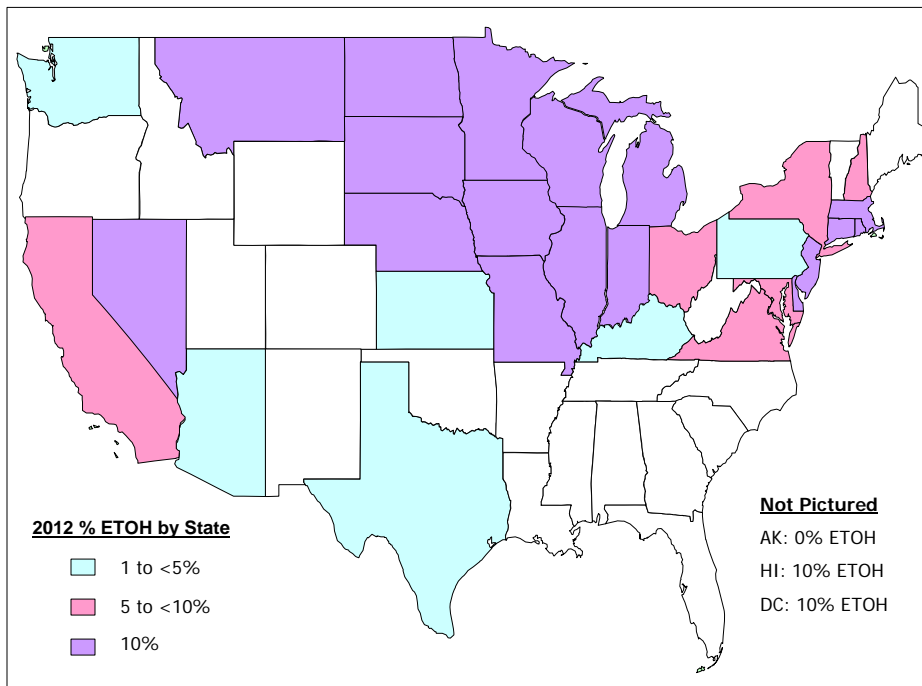 2012 % ETOH by State
1 to <5%
5 to <10%
10%
Not Pictured
AK: 0% ETOH
HI: 10% ETOH
DC: 10% ETOH